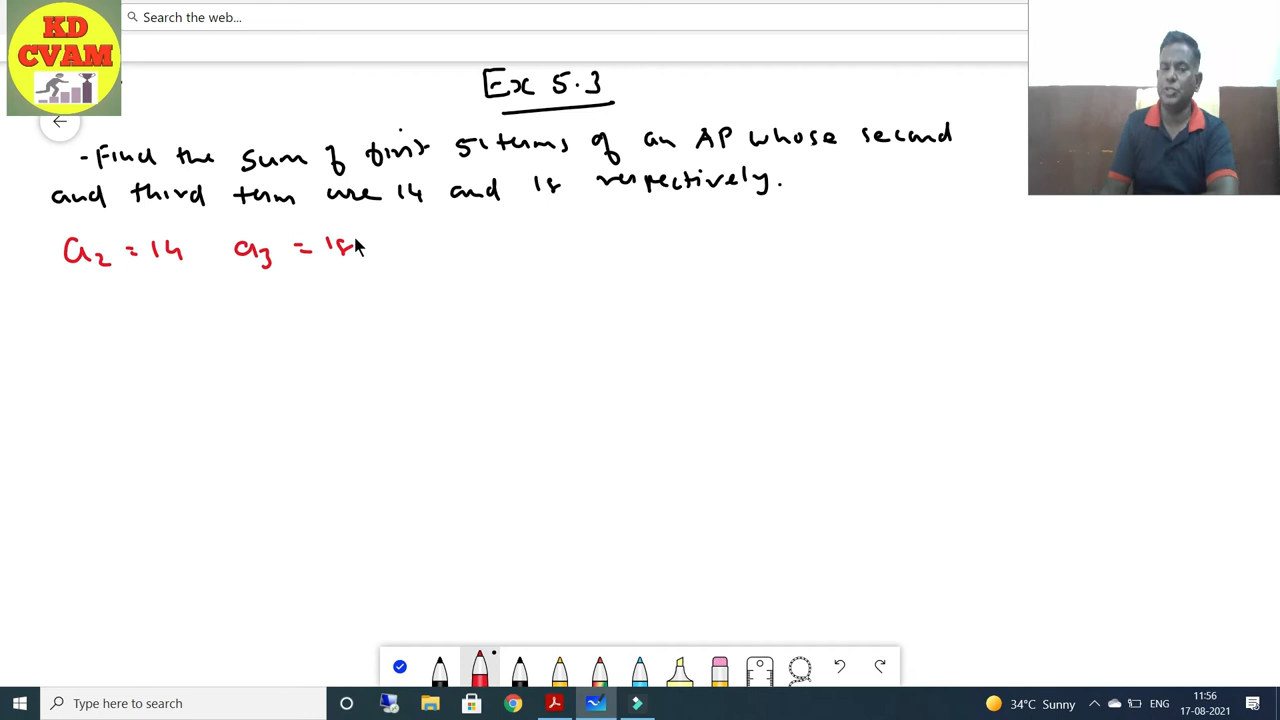 KD
CVAM
Search the web...
Ex 5.3
- Find the sum of first 51 terms of an AP whose second
and third term are 14 and 18 respectively.
a₂ = 14 a₃ = 18
Type here to search
34°C Sunny
ENG
11:56
17-08-2021